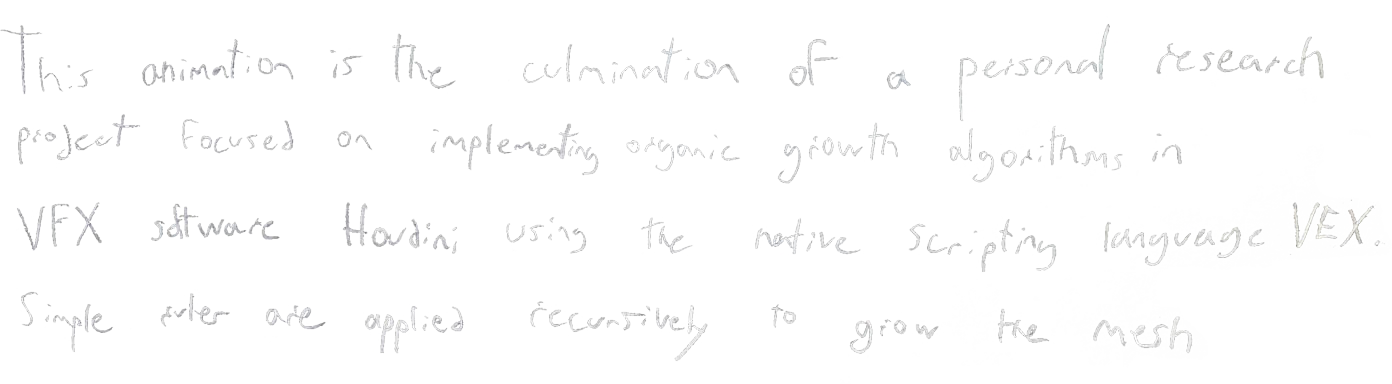 This animation is the culmination of a personal research
project focused on implementing organic growth algorithms in
VFX software Houdini using the native scripting language VEX.
Simple rules are applied recursively to grow the mesh